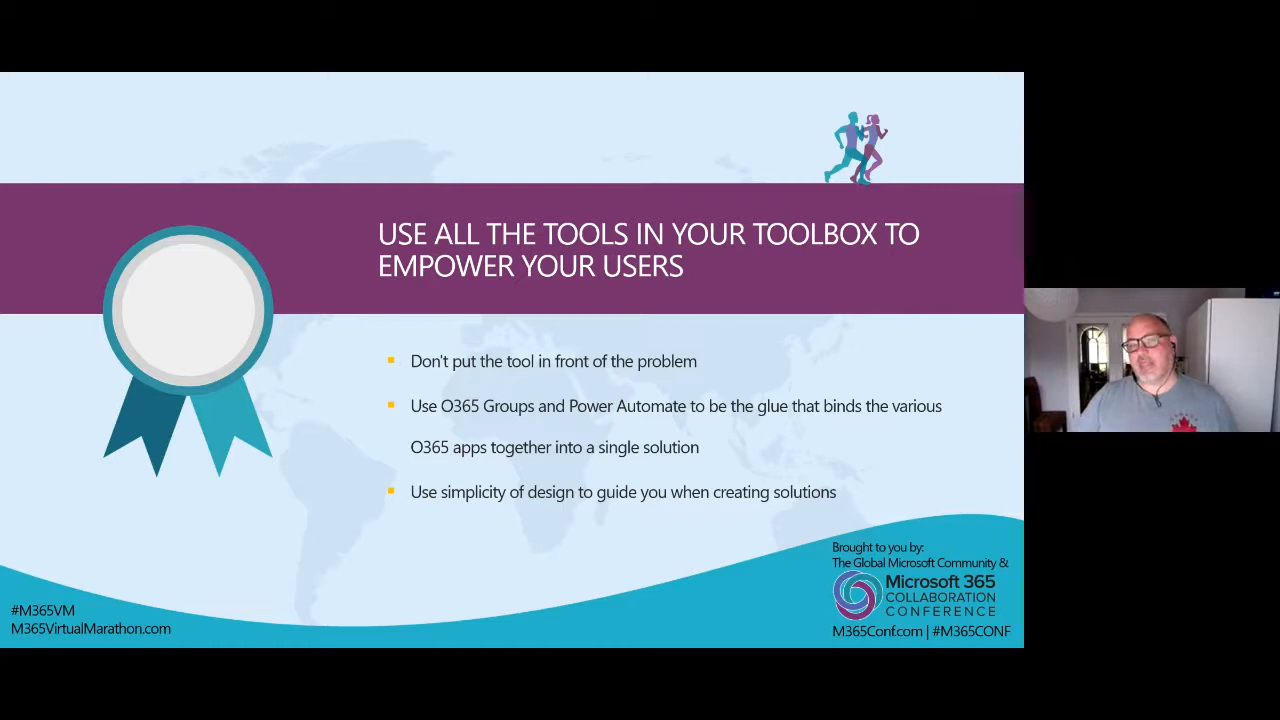 USE ALL THE TOOLS IN YOUR TOOLBOX TO
EMPOWER YOUR USERS
Don't put the tool in front of the problem
Use O365 Groups and Power Automate to be the glue that binds the various
O365 apps together into a single solution
Use simplicity of design to guide you when creating solutions
Brought to you by:
The Global Microsoft Community &
Microsoft 365
COLLABORATION
CONFERENCE
M365Conf.com | #M365CONF
#M365VM
M365VirtualMarathon.com